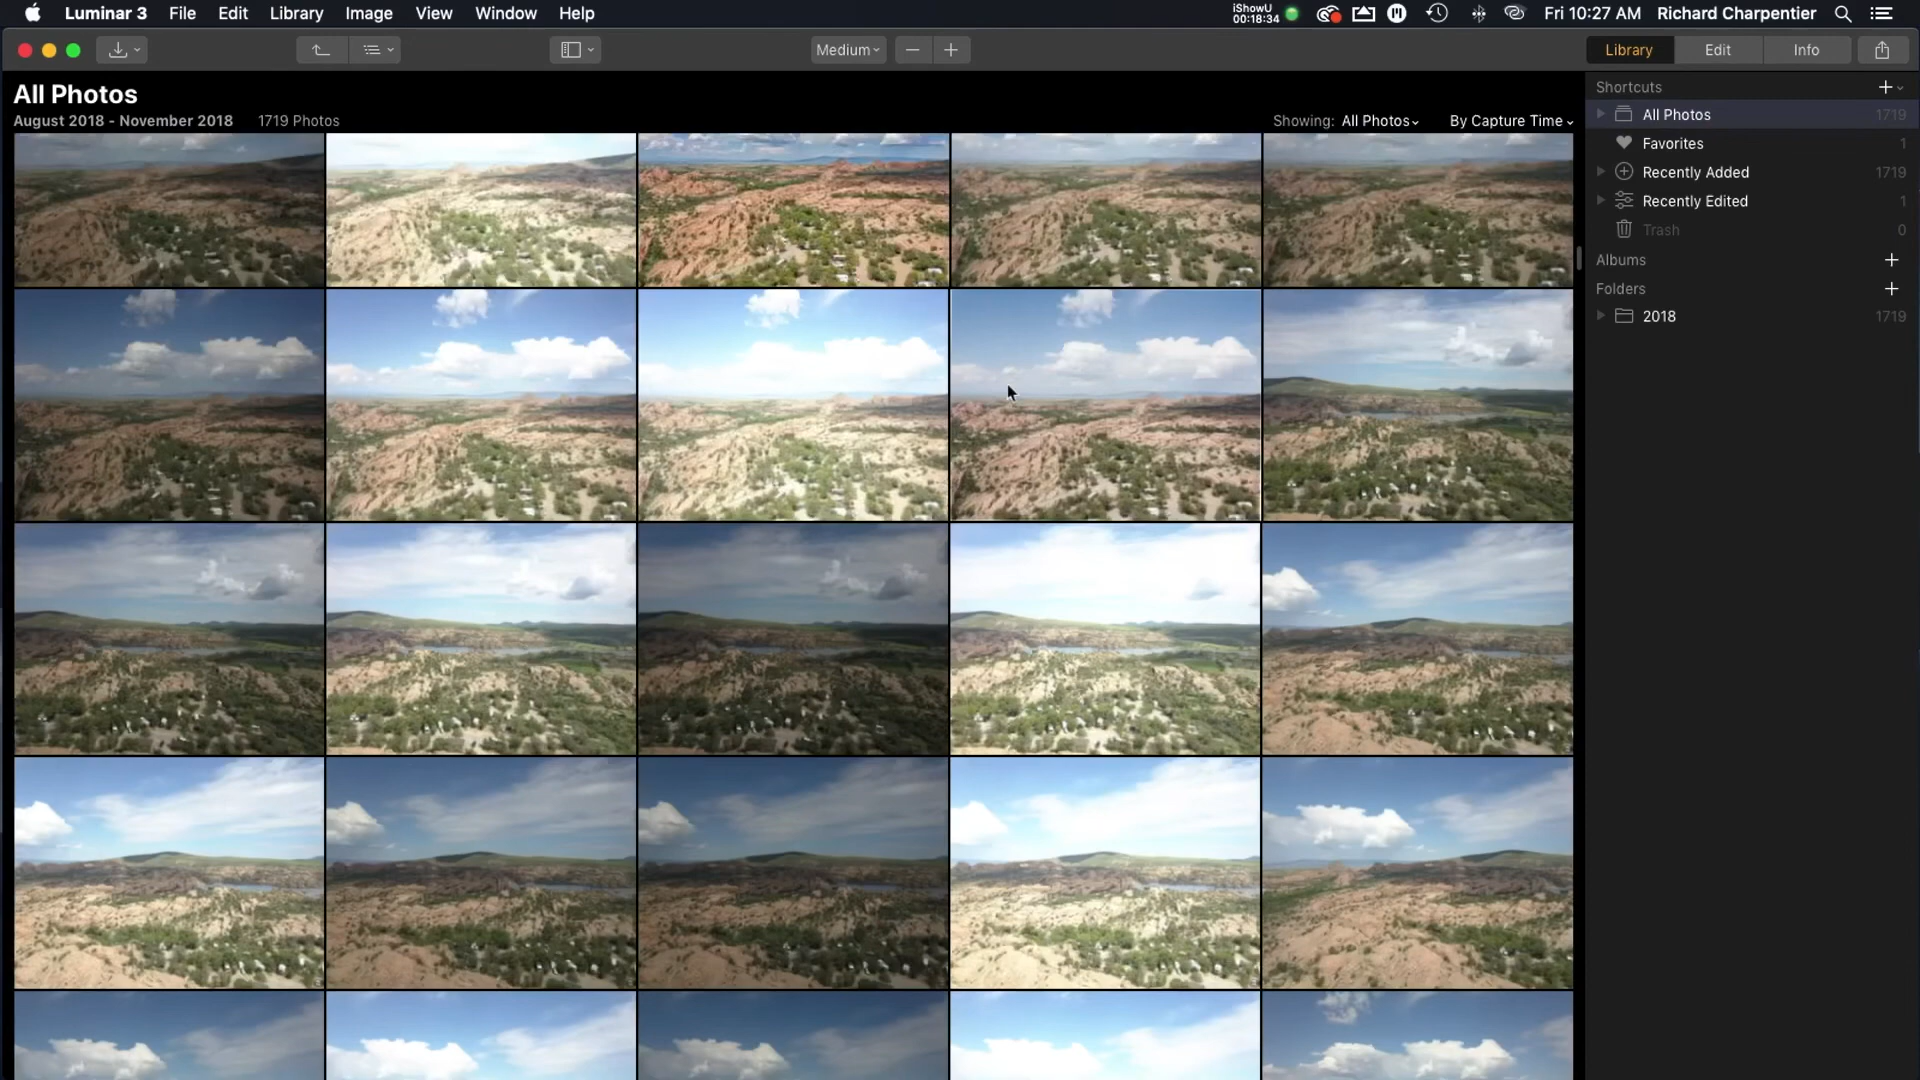 Luminar 3 File Edit Library Image View Window Help iShowU 00:18:34 Fri 10:27 AM Richard Charpentier
Medium Library Edit Info
All Photos
August 2018 - November 2018 1719 Photos Showing: All Photos By Capture Time
Shortcuts
All Photos 1719
Favorites 1
Recently Added 1719
Recently Edited 1
Trash 0
Albums
Folders
2018 1719